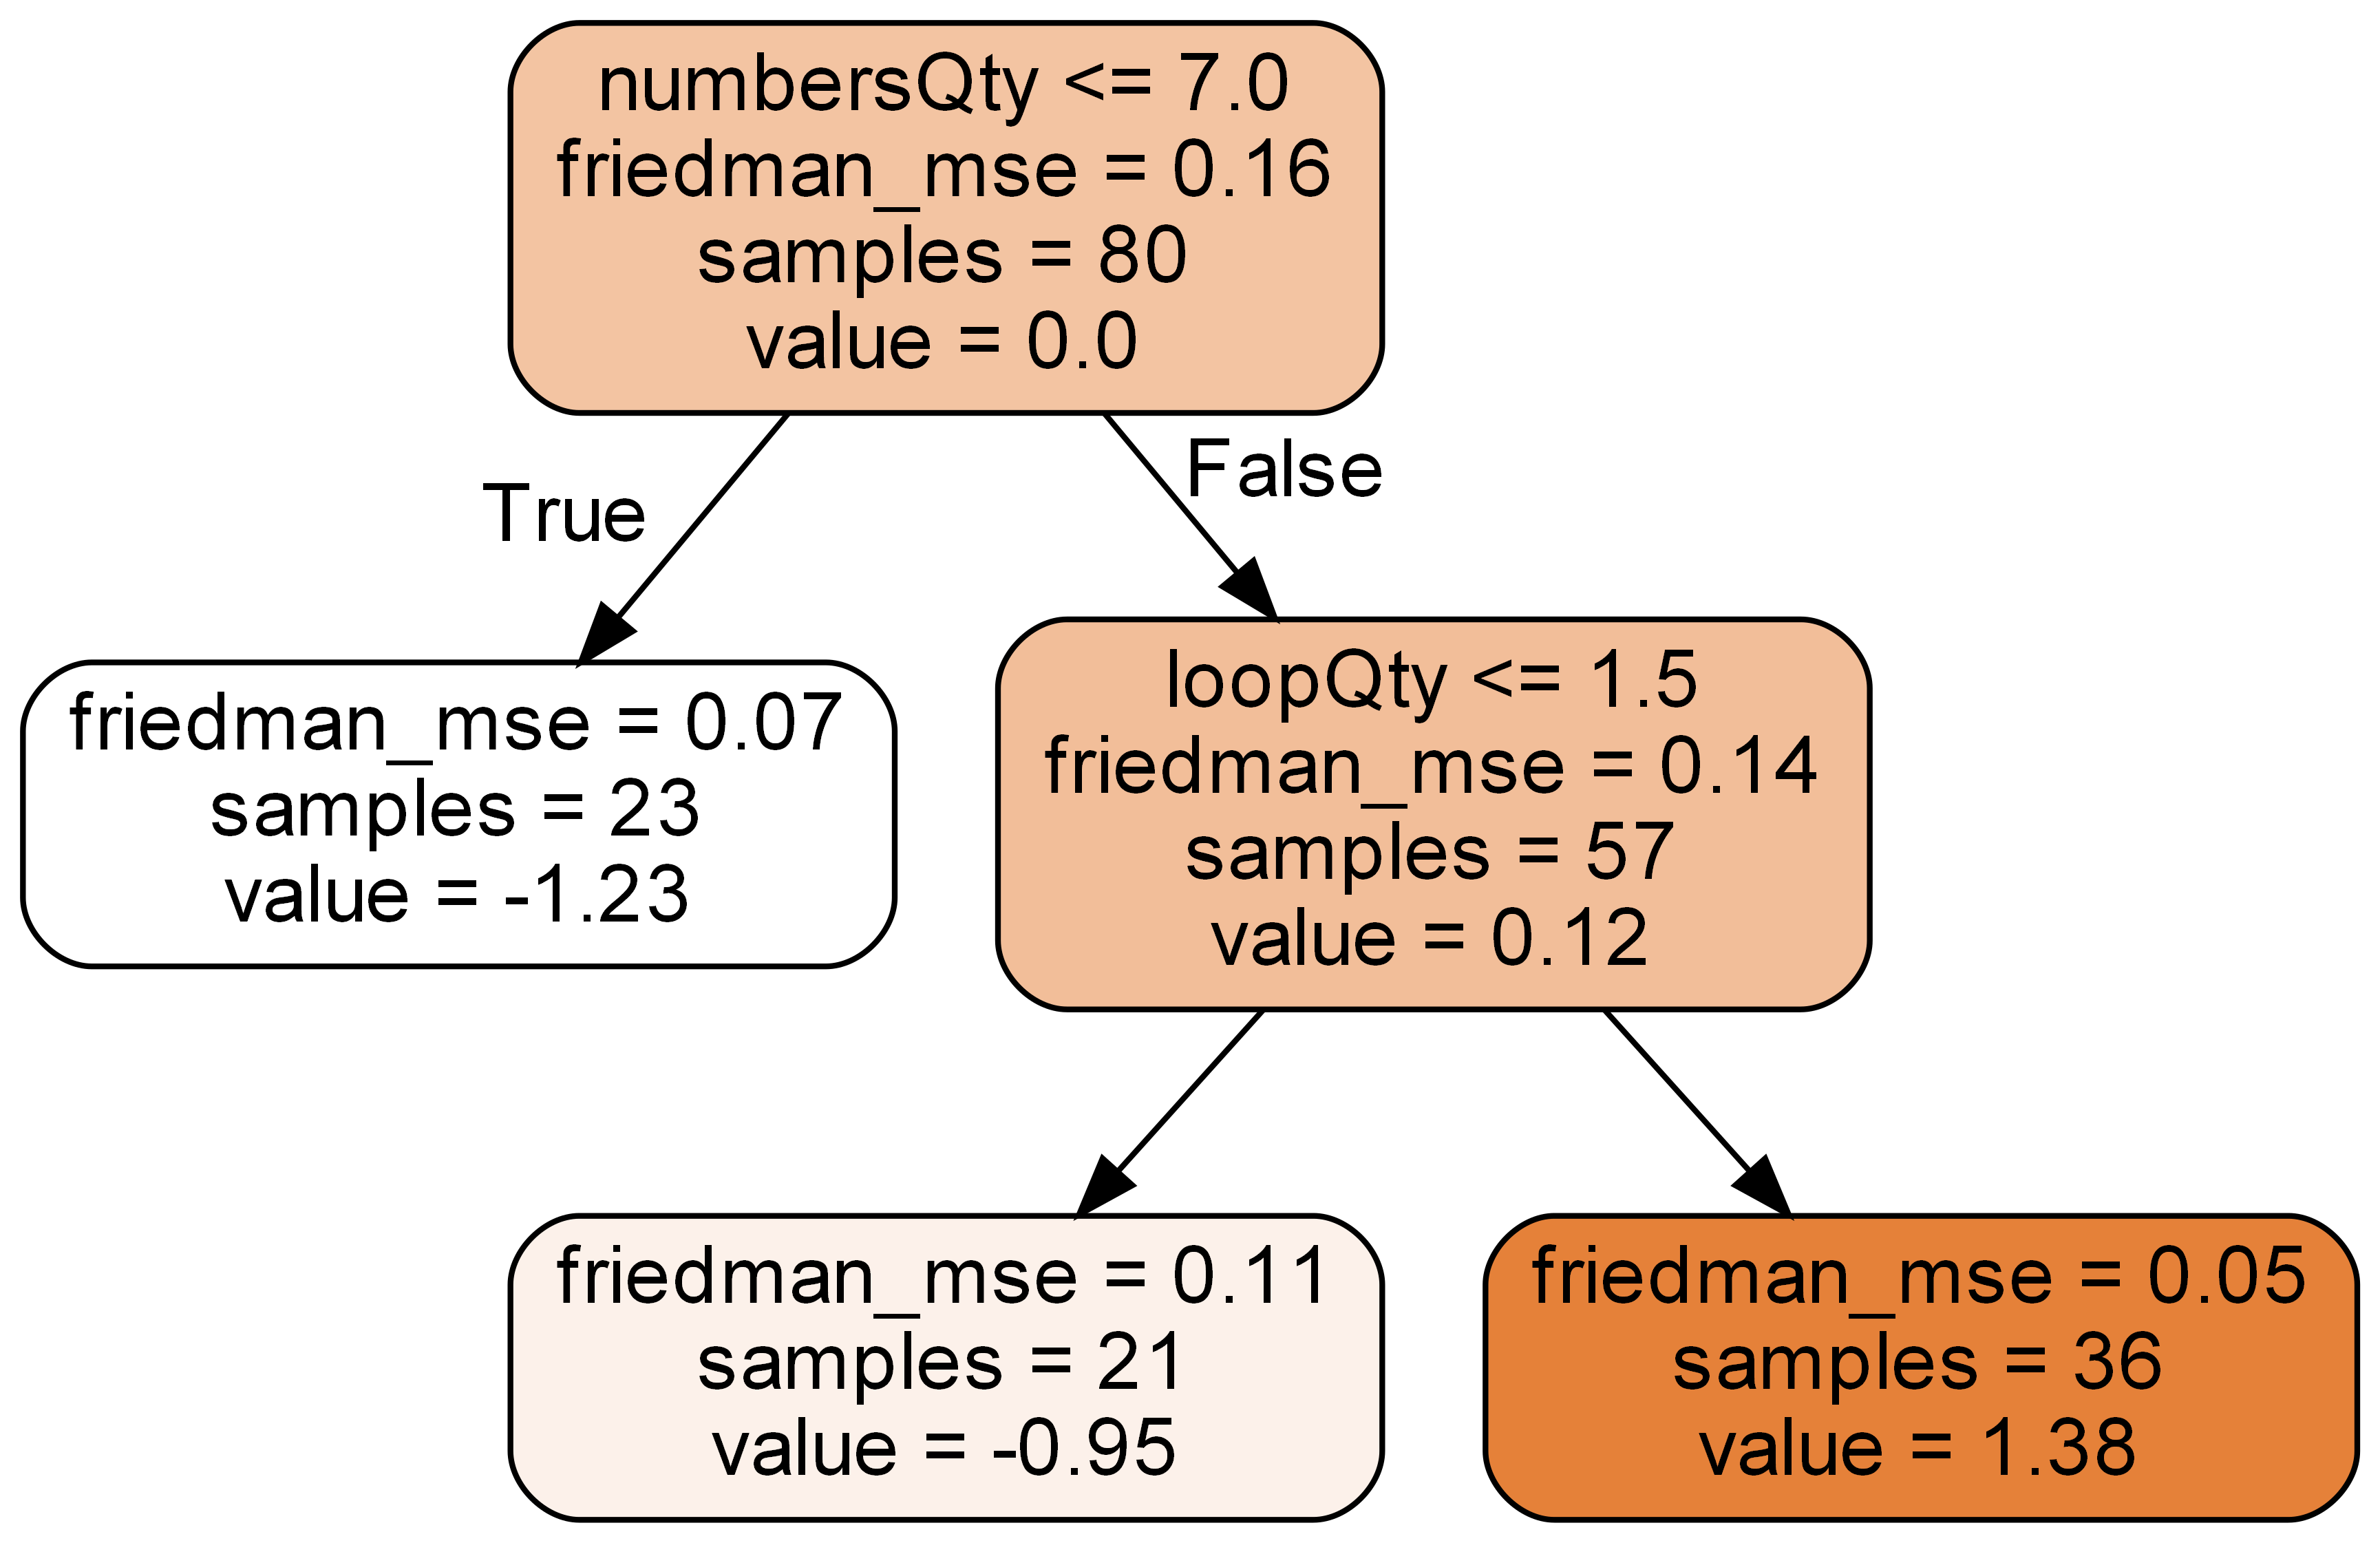 numbersQty <= 7.0
friedman_mse = 0.16
samples = 80
value = 0.0
True
False
friedman_mse = 0.07
samples = 23
value = -1.23
loopQty <= 1.5
friedman_mse = 0.14
samples = 57
value = 0.12
friedman_mse = 0.11
samples = 21
value = -0.95
friedman_mse = 0.05
samples = 36
value = 1.38